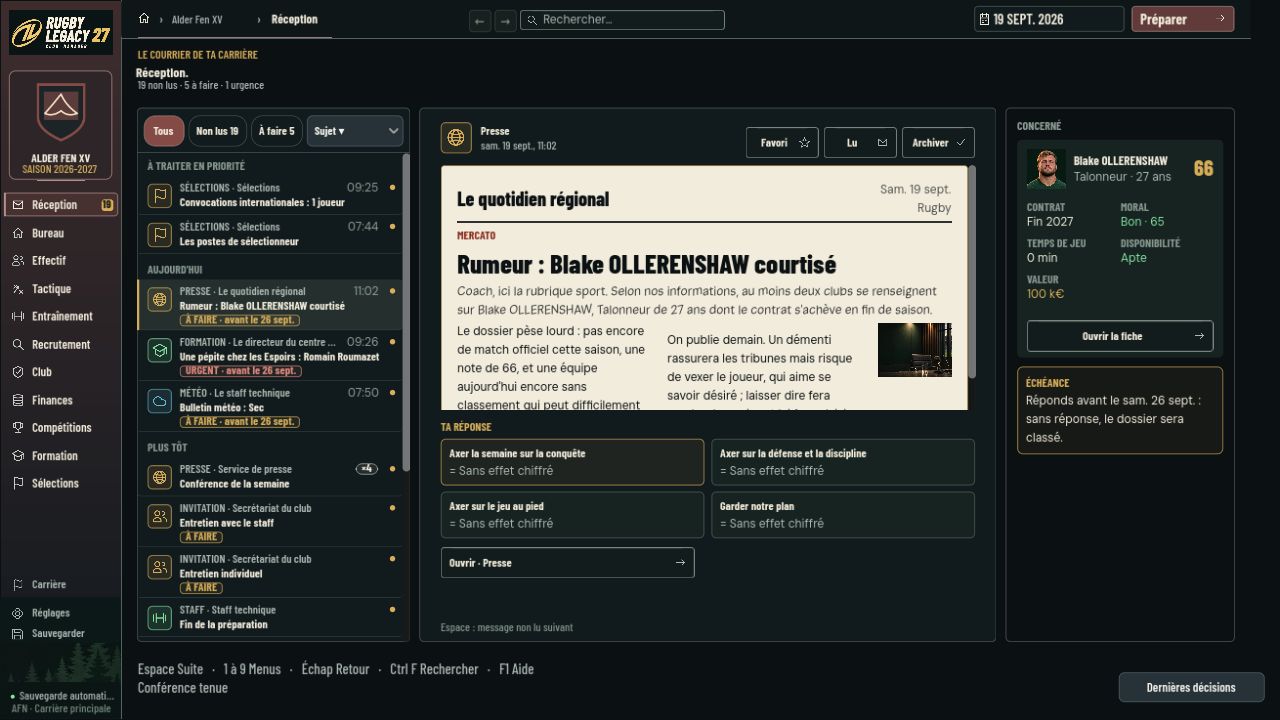 RUGBY
LEGACY 27
CLUB MANAGER
ALDER FEN XV
SAISON 2026-2027
Réception 19
Bureau
Effectif
Tactique
Entraînement
Recrutement
Club
Finances
Compétitions
Formation
Sélections
Carrière
Réglages
Sauvegarder
Sauvegarde automati...
AFN · Carrière principale
› Alder Fen XV › Réception
← → Rechercher...
19 SEPT. 2026
Préparer →
LE COURRIER DE TA CARRIÈRE
Réception.
19 non lus · 5 à faire · 1 urgence
Tous Non lus 19 À faire 5 Sujet ▾
À TRAITER EN PRIORITÉ
SÉLECTIONS · Sélections 09:25
Convocations internationales : 1 joueur
SÉLECTIONS · Sélections 07:44
Les postes de sélectionneur
AUJOURD'HUI
PRESSE · Le quotidien régional 11:02
Rumeur : Blake OLLERENSHAW courtisé
À FAIRE · avant le 26 sept.
FORMATION · Le directeur du centre ... 09:26
Une pépite chez les Espoirs : Romain Roumazet
URGENT · avant le 26 sept.
MÉTÉO · Le staff technique 07:50
Bulletin météo : Sec
À FAIRE · avant le 26 sept.
PLUS TÔT
PRESSE · Service de presse ×4
Conférence de la semaine
INVITATION · Secrétariat du club
Entretien avec le staff
À FAIRE
INVITATION · Secrétariat du club
Entretien individuel
À FAIRE
STAFF · Staff technique
Fin de la préparation
Presse
sam. 19 sept., 11:02
Favori Lu Archiver
Le quotidien régional
Sam. 19 sept.
Rugby
MERCATO
Rumeur : Blake OLLERENSHAW courtisé
Coach, ici la rubrique sport. Selon nos informations, au moins deux clubs se renseignent
sur Blake OLLERENSHAW, Talonneur de 27 ans dont le contrat s'achève en fin de saison.
Le dossier pèse lourd : pas encore
de match officiel cette saison, une
note de 66, et une équipe
aujourd'hui encore sans
classement qui peut difficilement
On publie demain. Un démenti
rassurera les tribunes mais risque
de vexer le joueur, qui aime se
savoir désiré ; laisser dire fera
TA RÉPONSE
Axer la semaine sur la conquête
= Sans effet chiffré
Axer sur la défense et la discipline
= Sans effet chiffré
Axer sur le jeu au pied
= Sans effet chiffré
Garder notre plan
= Sans effet chiffré
Ouvrir · Presse →
Espace : message non lu suivant
CONCERNÉ
Blake OLLERENSHAW
Talonneur · 27 ans
66
CONTRAT MORAL
Fin 2027 Bon · 65
TEMPS DE JEU DISPONIBILITÉ
0 min Apte
VALEUR
100 k€
Ouvrir la fiche →
ÉCHÉANCE
Réponds avant le sam. 26 sept. :
sans réponse, le dossier sera
classé.
Espace Suite · 1 à 9 Menus · Échap Retour · Ctrl F Rechercher · F1 Aide
Conférence tenue
Dernières décisions